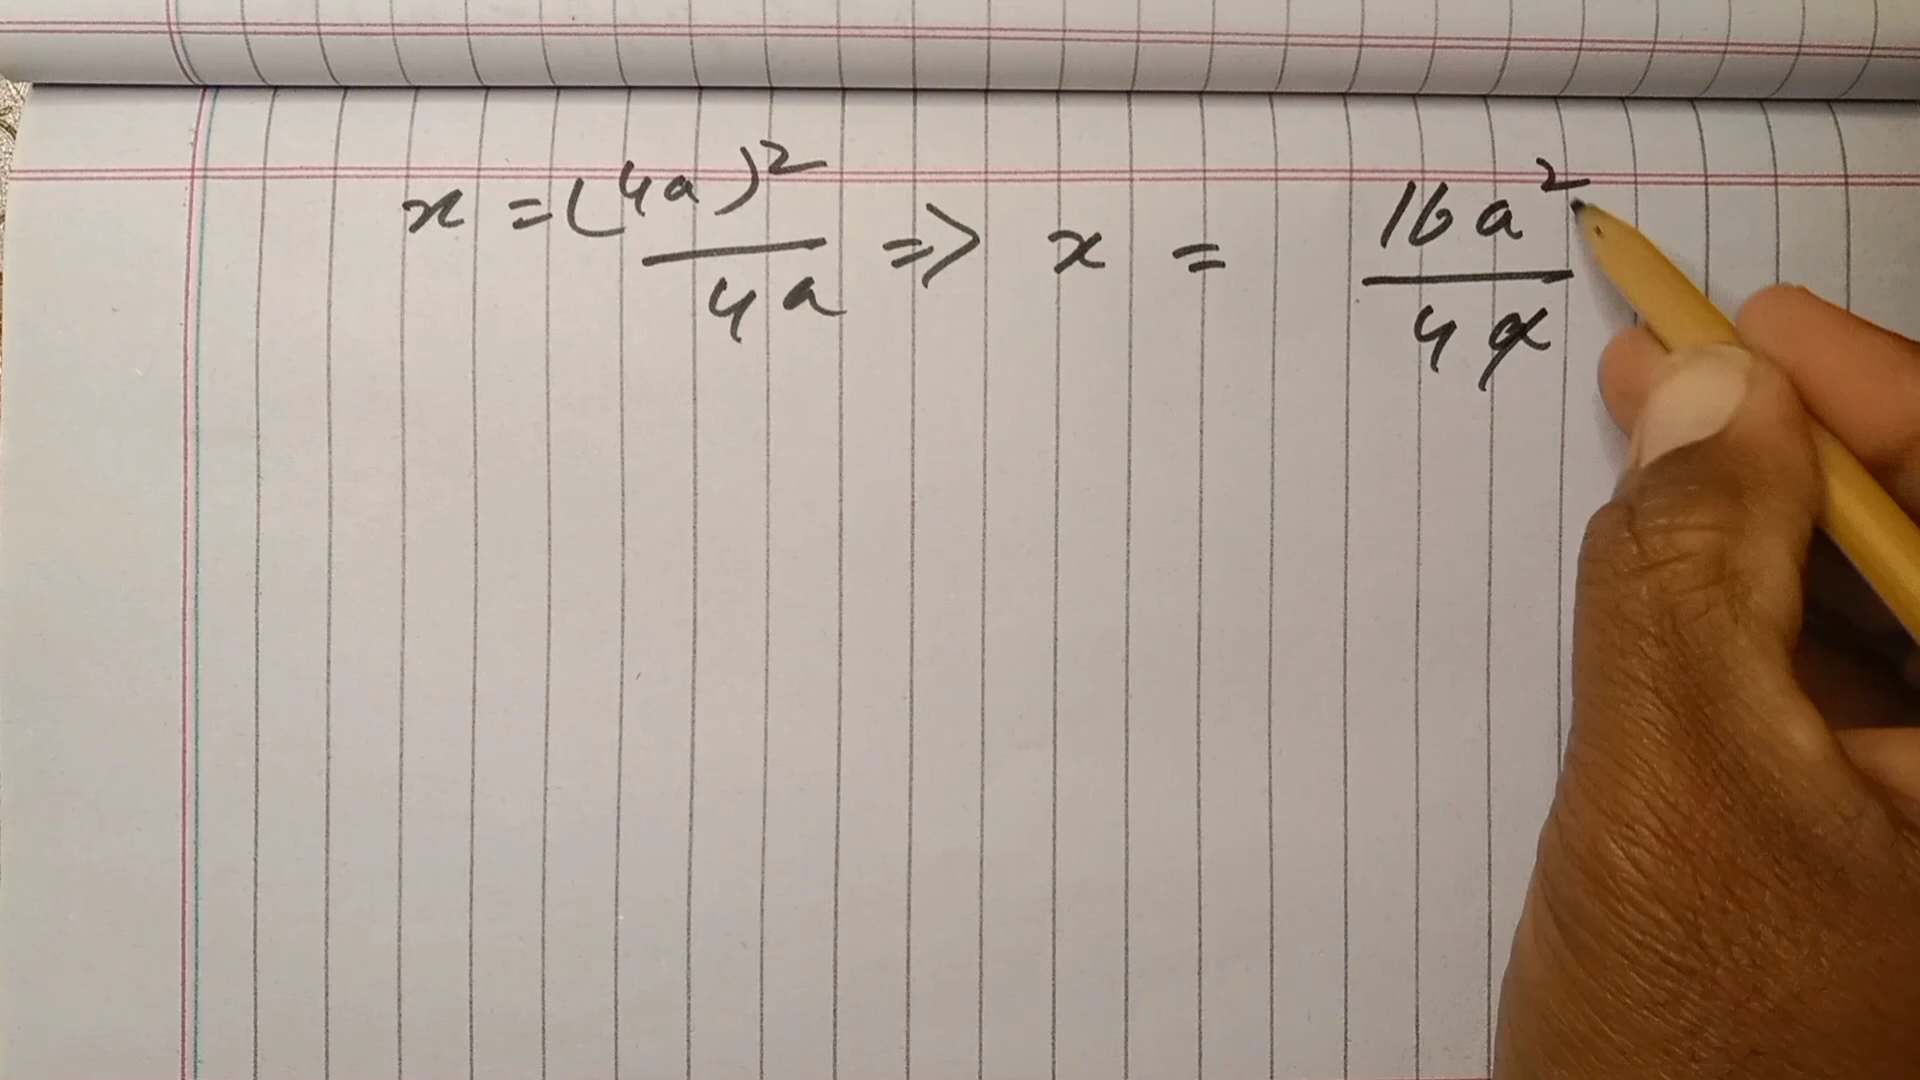 x = (4a)² / 4a => x = 16a² / 4a